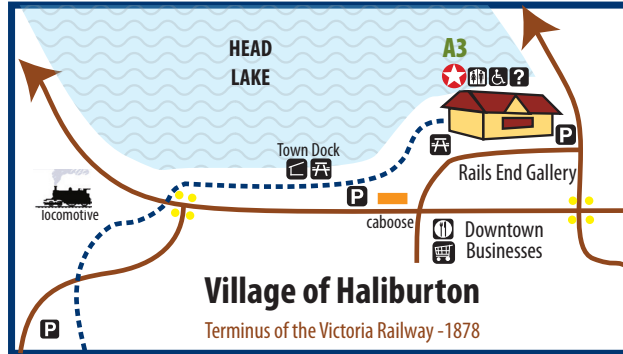 HEAD
LAKE
A3
?
Town Dock
P
Rails End Gallery
locomotive
P
caboose
Downtown
Businesses
Village of Haliburton
P
Terminus of the Victoria Railway -1878